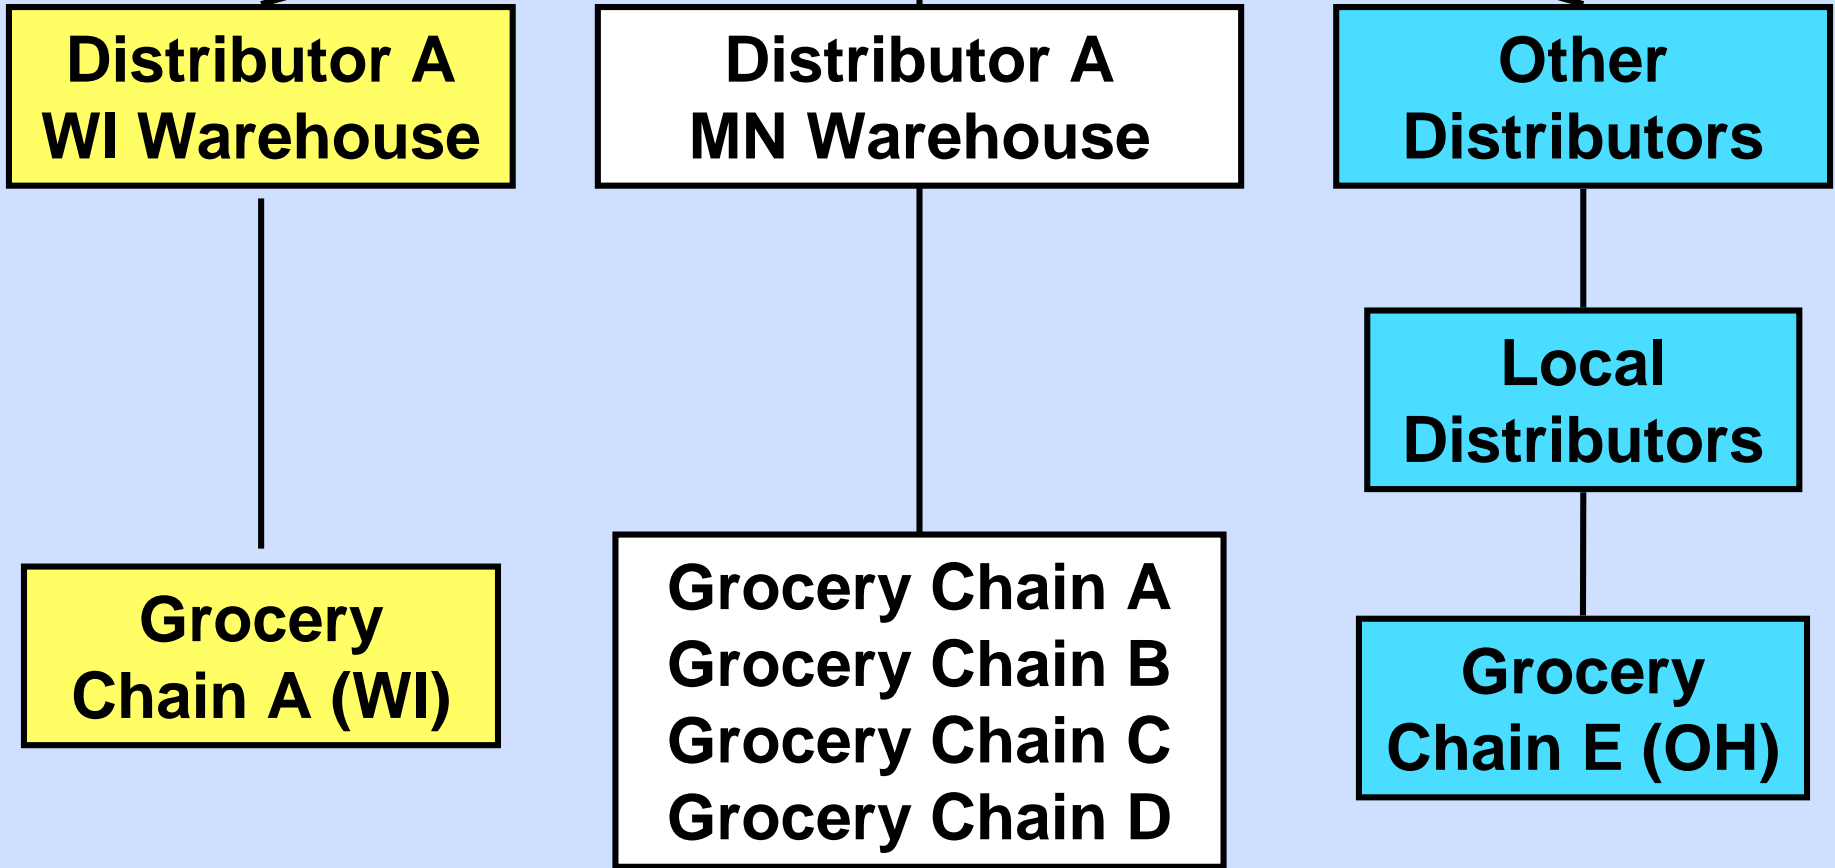 Distributor A
WI Warehouse
Distributor A
MN Warehouse
Other
Distributors
Local
Distributors
Grocery
Chain A (WI)
Grocery Chain A
Grocery Chain B
Grocery Chain C
Grocery Chain D
Grocery
Chain E (OH)